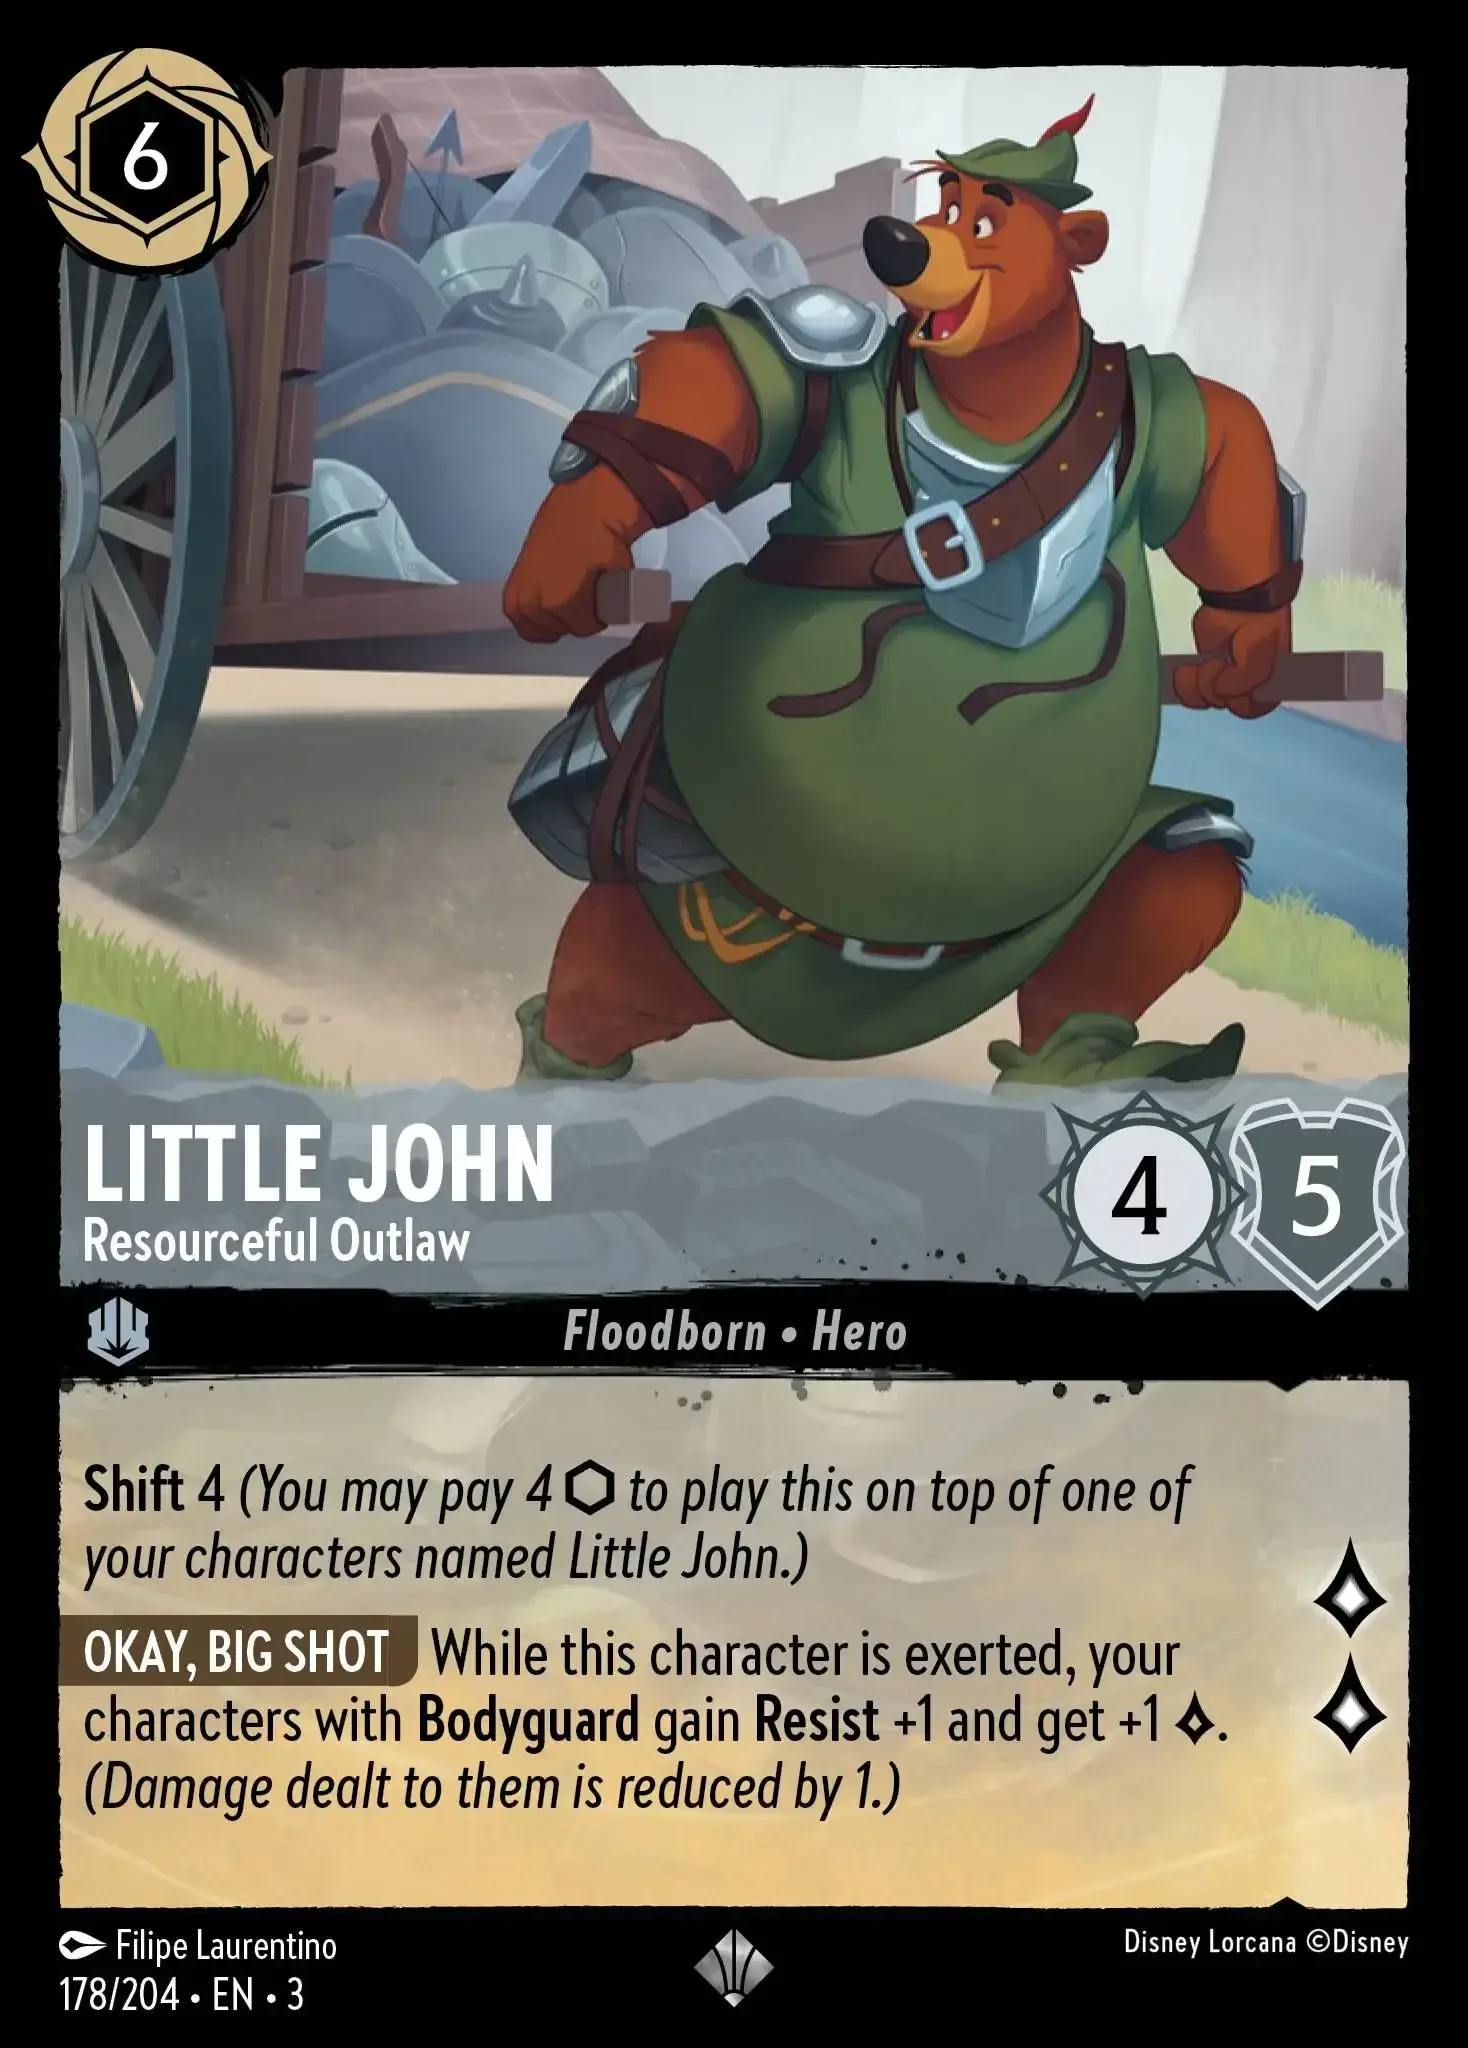 6
LITTLE JOHN
Resourceful Outlaw
4
5
Floodborn • Hero
Shift 4 (You may pay 4 ⬡ to play this on top of one of
your characters named Little John.)
OKAY, BIG SHOT While this character is exerted, your
characters with Bodyguard gain Resist +1 and get +1 ◊.
(Damage dealt to them is reduced by 1.)
Filipe Laurentino
Disney Lorcana ©Disney
178/204 • EN • 3